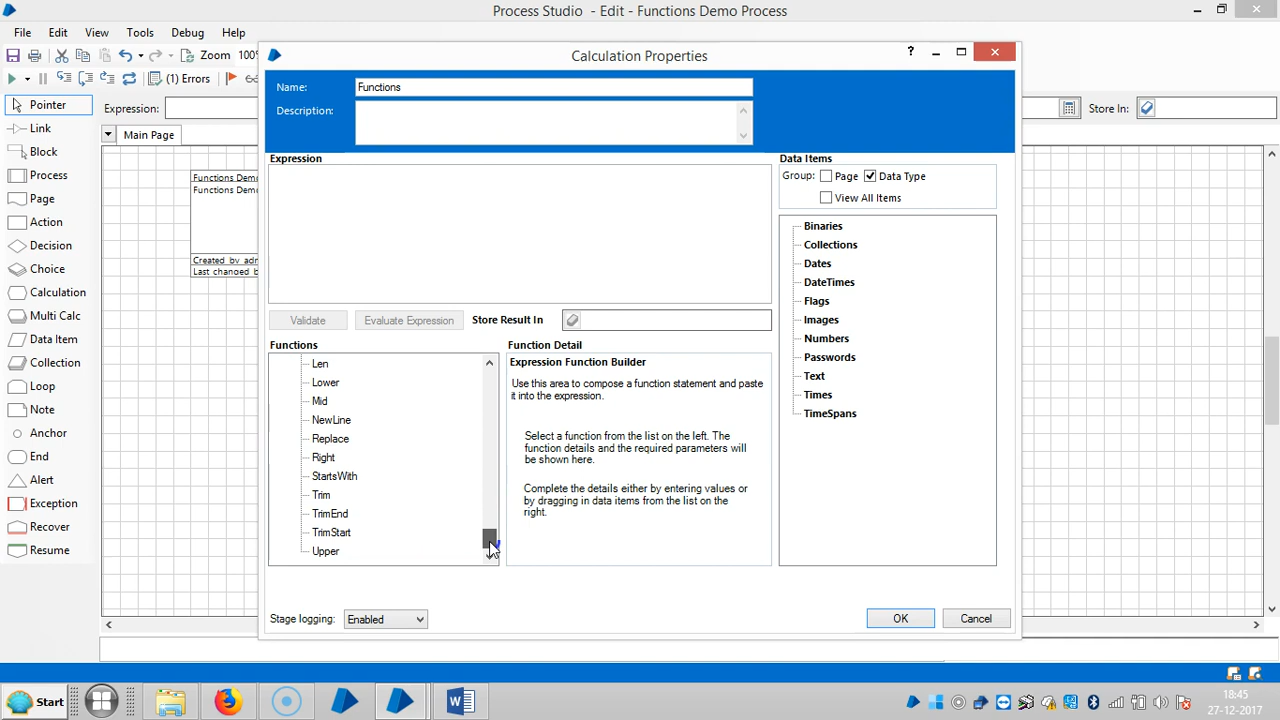 Process Studio - Edit - Functions Demo Process
File Edit View Tools Debug Help
Zoom 100%
(1) Errors
Calculation Properties
?
Name: Functions
Description:
Pointer
Link
Block
Process
Page
Action
Decision
Choice
Calculation
Multi Calc
Data Item
Collection
Loop
Note
Anchor
End
Alert
Exception
Recover
Resume
Expression:
Store In:
Main Page
Functions Demo
Functions Demo
Created by
Last changed
Expression
Validate
Evaluate Expression
Store Result In
Functions
Len
Lower
Mid
NewLine
Replace
Right
StartsWith
Trim
TrimEnd
TrimStart
Upper
Function Detail
Expression Function Builder
Use this area to compose a function statement and paste
it into the expression.
Select a function from the list on the left. The
function details and the required parameters will
be shown here.
Complete the details either by entering values or
by dragging in data items from the list on the
right.
Data Items
Group: Page Data Type
View All Items
Binaries
Collections
Dates
DateTimes
Flags
Images
Numbers
Passwords
Text
Times
TimeSpans
Stage logging: Enabled
OK
Cancel
Start
18:45
27-12-2017